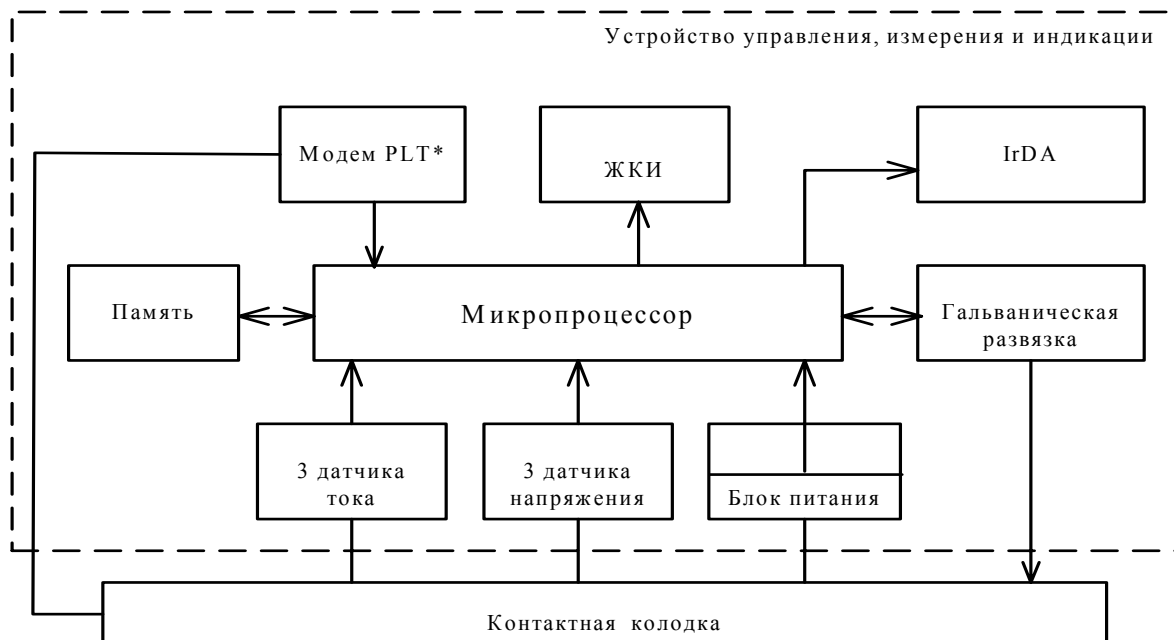 Устройство управления, измерения и индикации
Модем PLT*
ЖКИ
IrDA
Память
Микропроцессор
Гальваническая
развязка
3 датчика
тока
3 датчика
напряжения
Блок питания
Контактная колодка